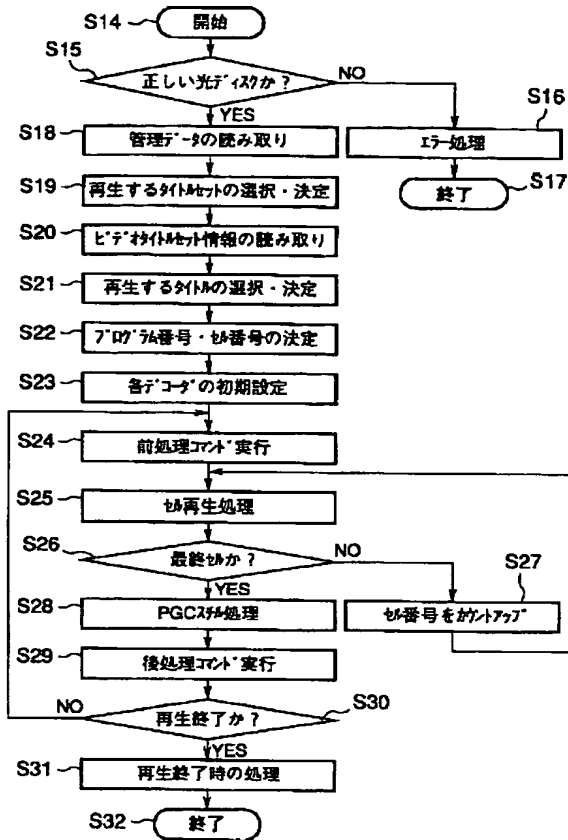 S14 開始
S15 正しい光ディスクか？ NO
YES
S16
S18 管理データの読み取り
エラー処理
S19 再生するタイトルセットの選択・決定
終了 S17
S20 ビデオタイトルセット情報の読み取り
S21 再生するタイトルの選択・決定
S22 プログラム番号・セル番号の決定
S23 各デコーダの初期設定
S24 前処理コマンド実行
S25 セル再生処理
S26 最終セルか？ NO
S27
YES
S28 PGCスチル処理
セル番号をカウントアップ
S29 後処理コマンド実行
NO 再生終了か？ S30
YES
S31 再生終了時の処理
S32 終了